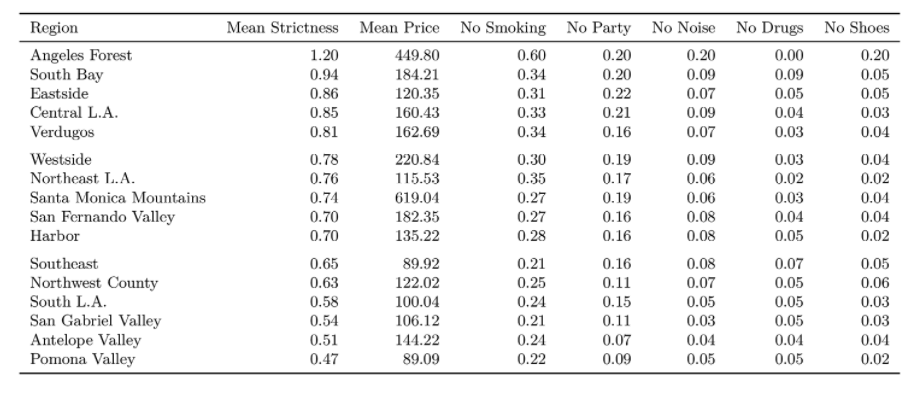 Region Mean Strictness Mean Price No Smoking No Party No Noise No Drugs No Shoes
Angeles Forest 1.20 449.80 0.60 0.20 0.20 0.00 0.20
South Bay 0.94 184.21 0.34 0.20 0.09 0.09 0.05
Eastside 0.86 120.35 0.31 0.22 0.07 0.05 0.05
Central L.A. 0.85 160.43 0.33 0.21 0.09 0.04 0.03
Verdugos 0.81 162.69 0.34 0.16 0.07 0.03 0.04
Westside 0.78 220.84 0.30 0.19 0.09 0.03 0.04
Northeast L.A. 0.76 115.53 0.35 0.17 0.06 0.02 0.02
Santa Monica Mountains 0.74 619.04 0.27 0.19 0.06 0.03 0.04
San Fernando Valley 0.70 182.35 0.27 0.16 0.08 0.04 0.04
Harbor 0.70 135.22 0.28 0.16 0.08 0.05 0.02
Southeast 0.65 89.92 0.21 0.16 0.08 0.07 0.05
Northwest County 0.63 122.02 0.25 0.11 0.07 0.05 0.06
South L.A. 0.58 100.04 0.24 0.15 0.05 0.05 0.03
San Gabriel Valley 0.54 106.12 0.21 0.11 0.03 0.05 0.03
Antelope Valley 0.51 144.22 0.24 0.07 0.04 0.04 0.04
Pomona Valley 0.47 89.09 0.22 0.09 0.05 0.05 0.02